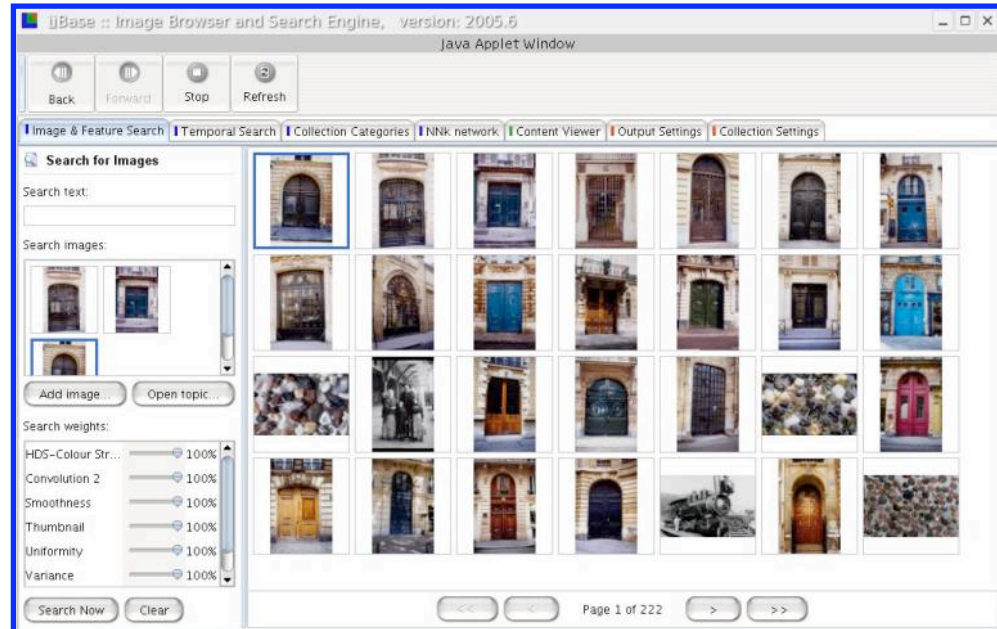 iiBase :: Image Browser and Search Engine,   version: 2005.6
Java Applet Window
Back Forward Stop Refresh
Image & Feature Search Temporal Search Collection Categories NNk network Content Viewer Output Settings Collection Settings
Search for Images
Search text:
Search images:
Add image... Open topic...
Search weights:
HDS-Colour Str... 100%
Convolution 2 100%
Smoothness 100%
Thumbnail 100%
Uniformity 100%
Variance 100%
Search Now Clear
<< < Page 1 of 222 > >>